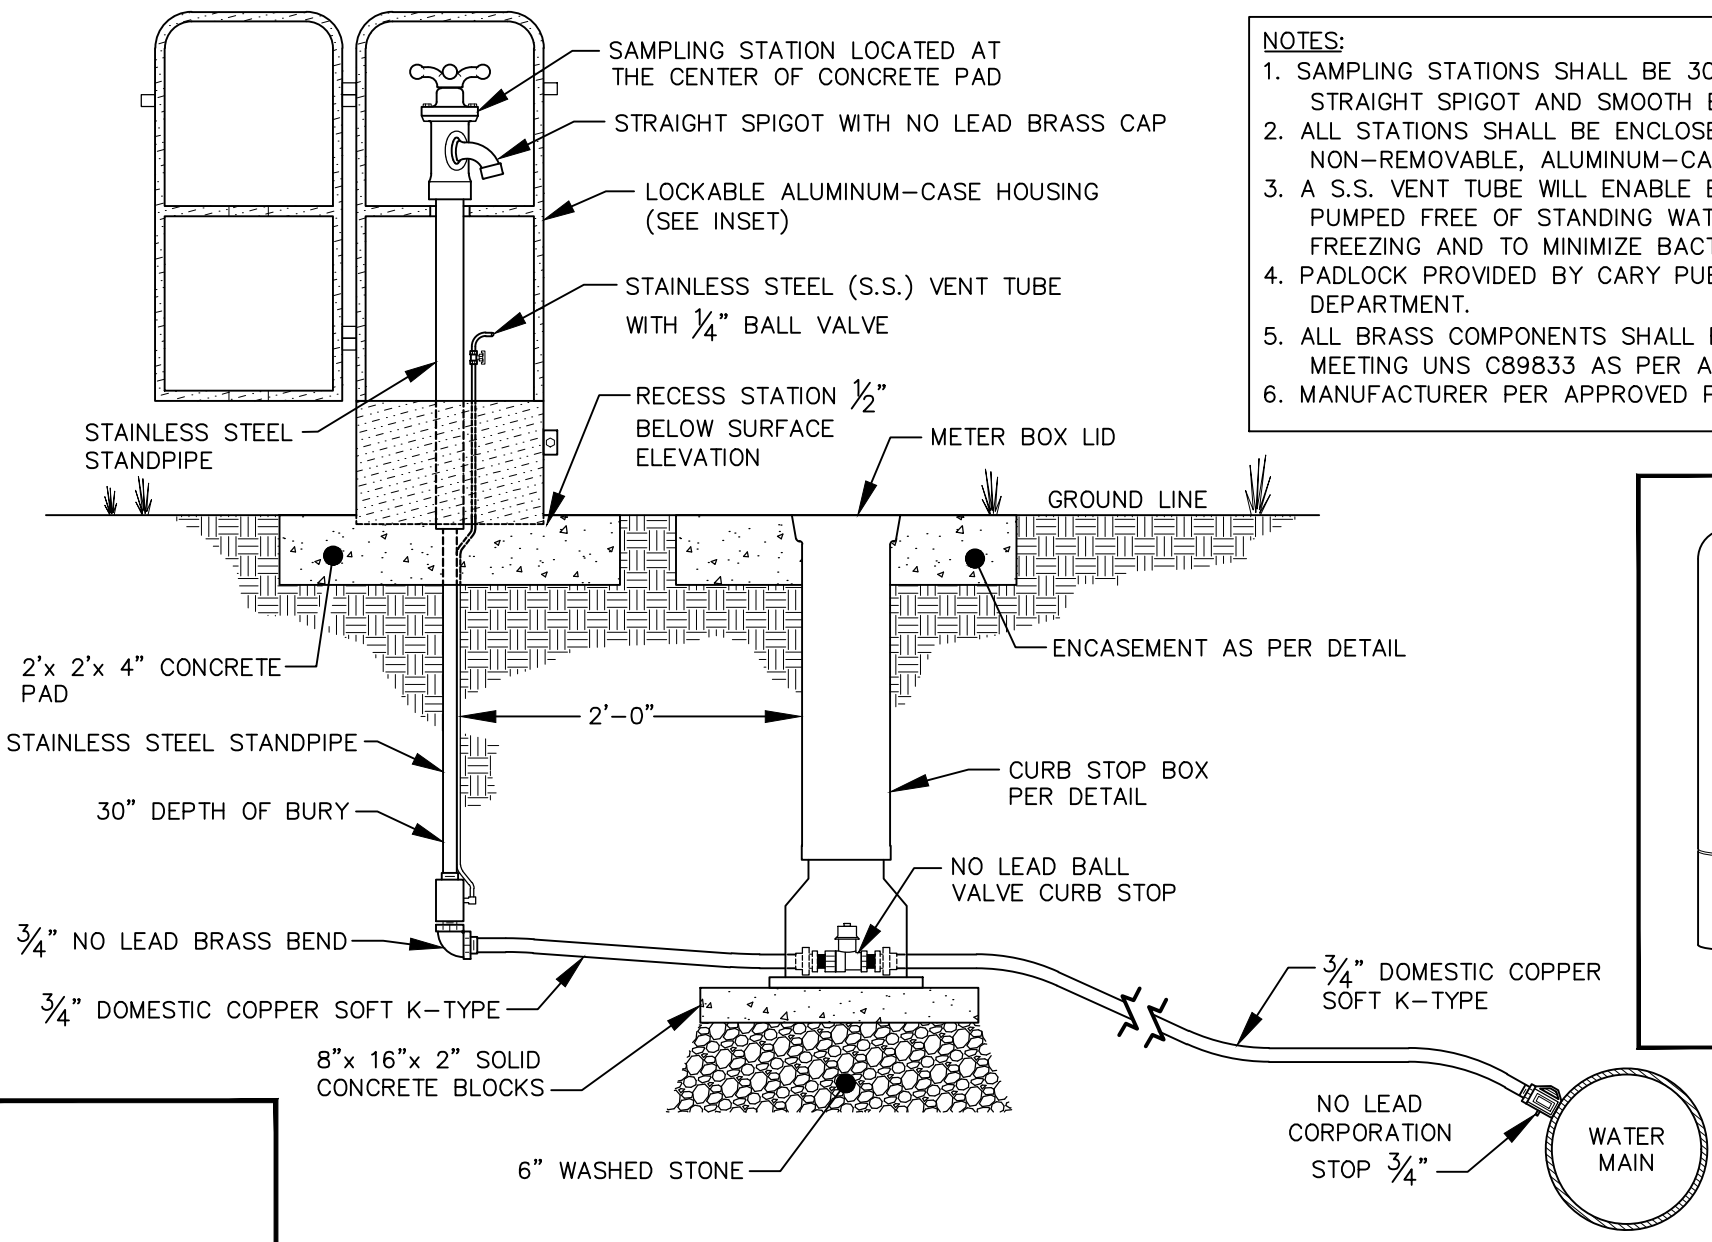 SAMPLING STATION LOCATED AT
THE CENTER OF CONCRETE PAD
STRAIGHT SPIGOT WITH NO LEAD BRASS CAP
LOCKABLE ALUMINUM-CASE HOUSING
(SEE INSET)
STAINLESS STEEL (S.S.) VENT TUBE
WITH 1/4" BALL VALVE
RECESS STATION 1/2"
BELOW SURFACE
ELEVATION
STAINLESS STEEL
STANDPIPE
METER BOX LID
GROUND LINE
NOTES:
1. SAMPLING STATIONS SHALL BE 30
STRAIGHT SPIGOT AND SMOOTH
2. ALL STATIONS SHALL BE
NON-REMOVABLE,
3. A S.S. VENT TUBE WILL ENABLE
PUMPED FREE OF STANDING
FREEZING AND TO MINIMIZE
4. PADLOCK PROVIDED BY CARY
DEPARTMENT.
5. ALL BRASS COMPONENTS SHALL
MEETING UNS C89833 AS PER A
6. MANUFACTURER PER APPROVED
2'x 2'x 4" CONCRETE
PAD
ENCASEMENT AS PER DETAIL
2'-0"
STAINLESS STEEL STANDPIPE
30" DEPTH OF BURY
CURB STOP BOX
PER DETAIL
NO LEAD BALL
VALVE CURB STOP
3/4" NO LEAD BRASS BEND
3/4" DOMESTIC COPPER SOFT K-TYPE
3/4" DOMESTIC COPPER
SOFT K-TYPE
8"x 16"x 2" SOLID
CONCRETE BLOCKS
6" WASHED STONE
NO LEAD
CORPORATION
STOP 3/4"
WATER
MAIN